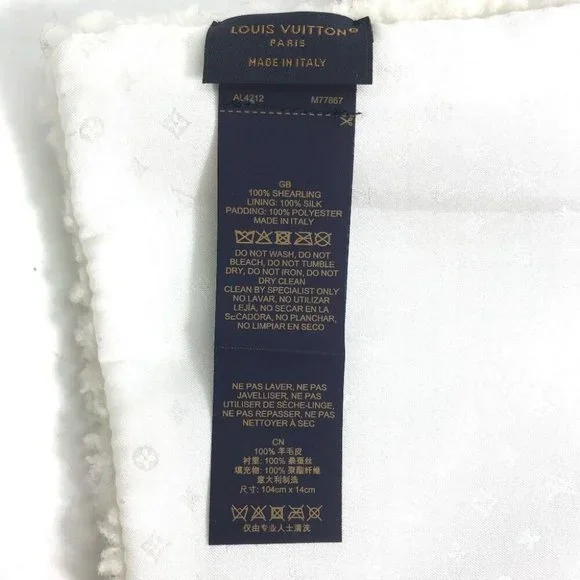 LOUIS VUITTON®
PARIS
MADE IN ITALY
AL4212 M77867
GB
100% SHEARLING
LINING: 100% SILK
PADDING: 100% POLYESTER
MADE IN ITALY
DO NOT WASH, DO NOT
BLEACH, DO NOT TUMBLE
DRY, DO NOT IRON, DO NOT
DRY CLEAN
CLEAN BY SPECIALIST ONLY
NO LAVAR, NO UTILIZAR
LEJÍA, NO SECAR EN LA
SECADORA, NO PLANCHAR,
NO LIMPIAR EN SECO
NE PAS LAVER, NE PAS
JAVELLISER, NE PAS
UTILISER DE SÈCHE-LINGE,
NE PAS REPASSER, NE PAS
NETTOYER À SEC
CN
100% 羊毛皮
衬里: 100% 桑蚕丝
填充物: 100% 聚酯纤维
意大利制造
尺寸: 104cm x 14cm
仅由专业人士清洗